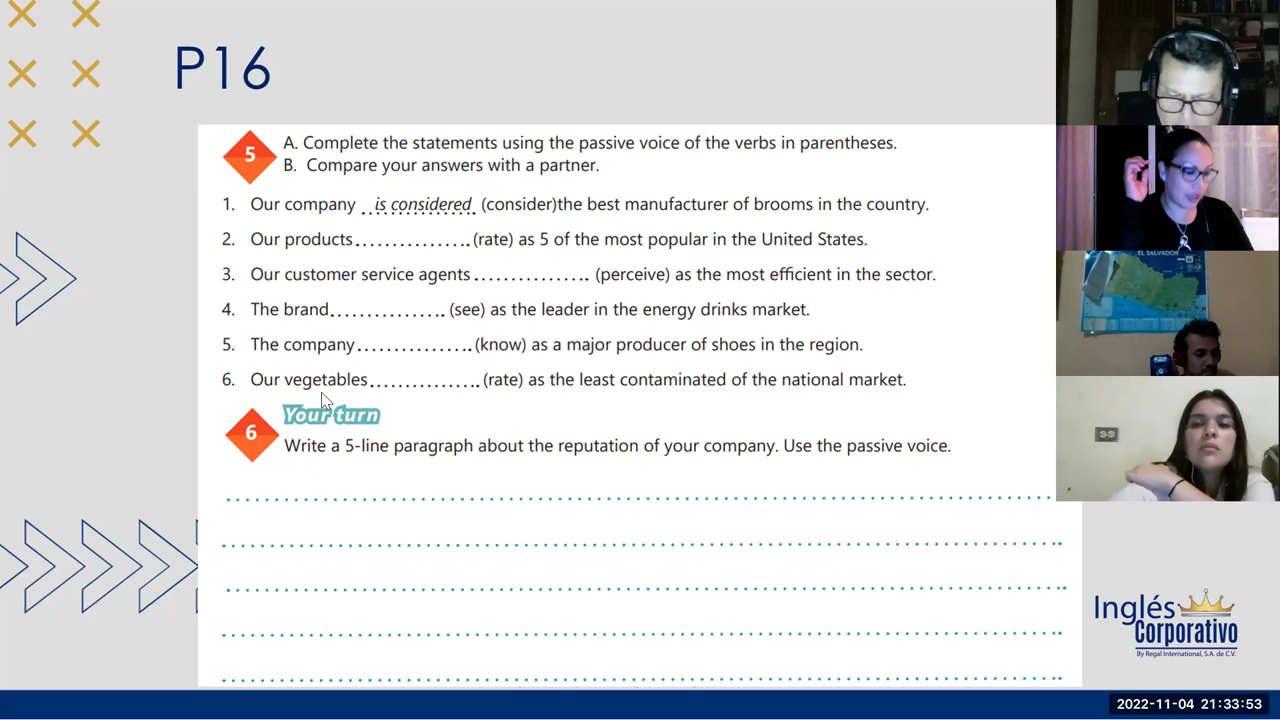 P16
5
A. Complete the statements using the passive voice of the verbs in parentheses.
B. Compare your answers with a partner.
1. Our company ..is considered.. (consider)the best manufacturer of brooms in the country.
2. Our products................(rate) as 5 of the most popular in the United States.
3. Our customer service agents ................ (perceive) as the most efficient in the sector.
4. The brand................ (see) as the leader in the energy drinks market.
5. The company................(know) as a major producer of shoes in the region.
6. Our vegetables................(rate) as the least contaminated of the national market.
6
Your turn
Write a 5-line paragraph about the reputation of your company. Use the passive voice.
EL SALVADOR
Inglés
Corporativo
By Regal International, S.A. de C.V.
2022-11-04 21:33:53